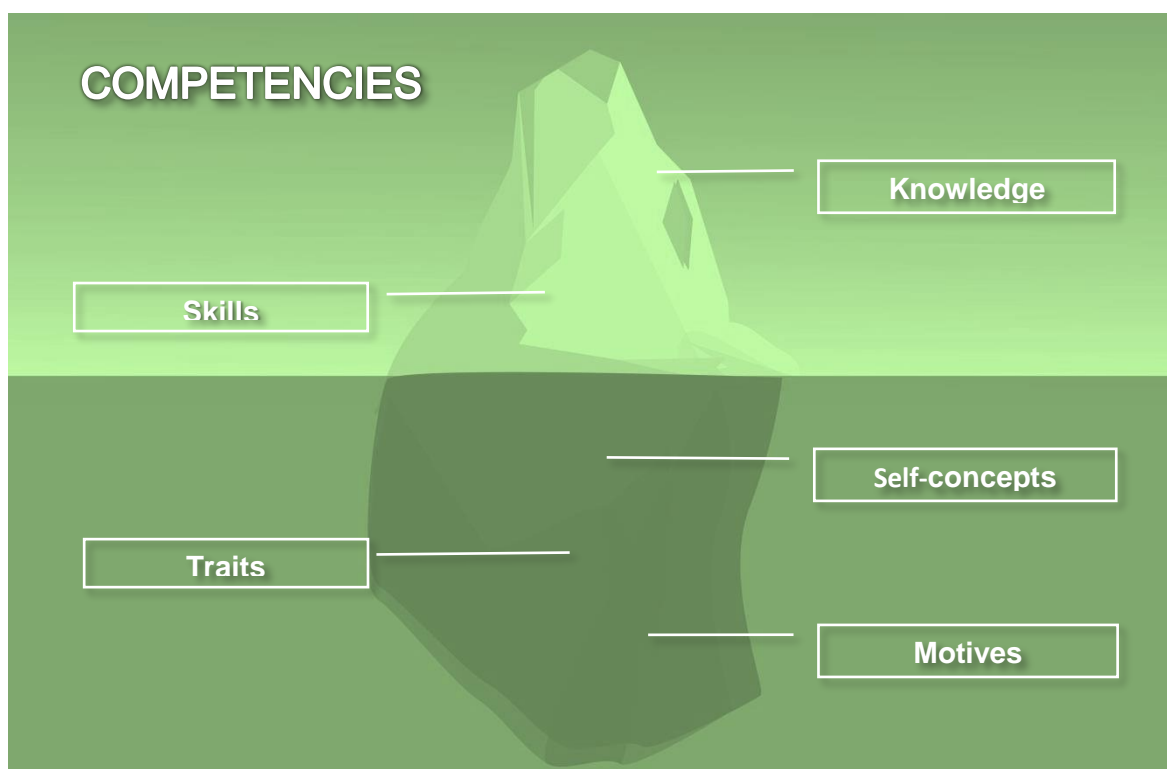 COMPETENCIES
Knowledge
Skills
Self-concepts
Traits
Motives